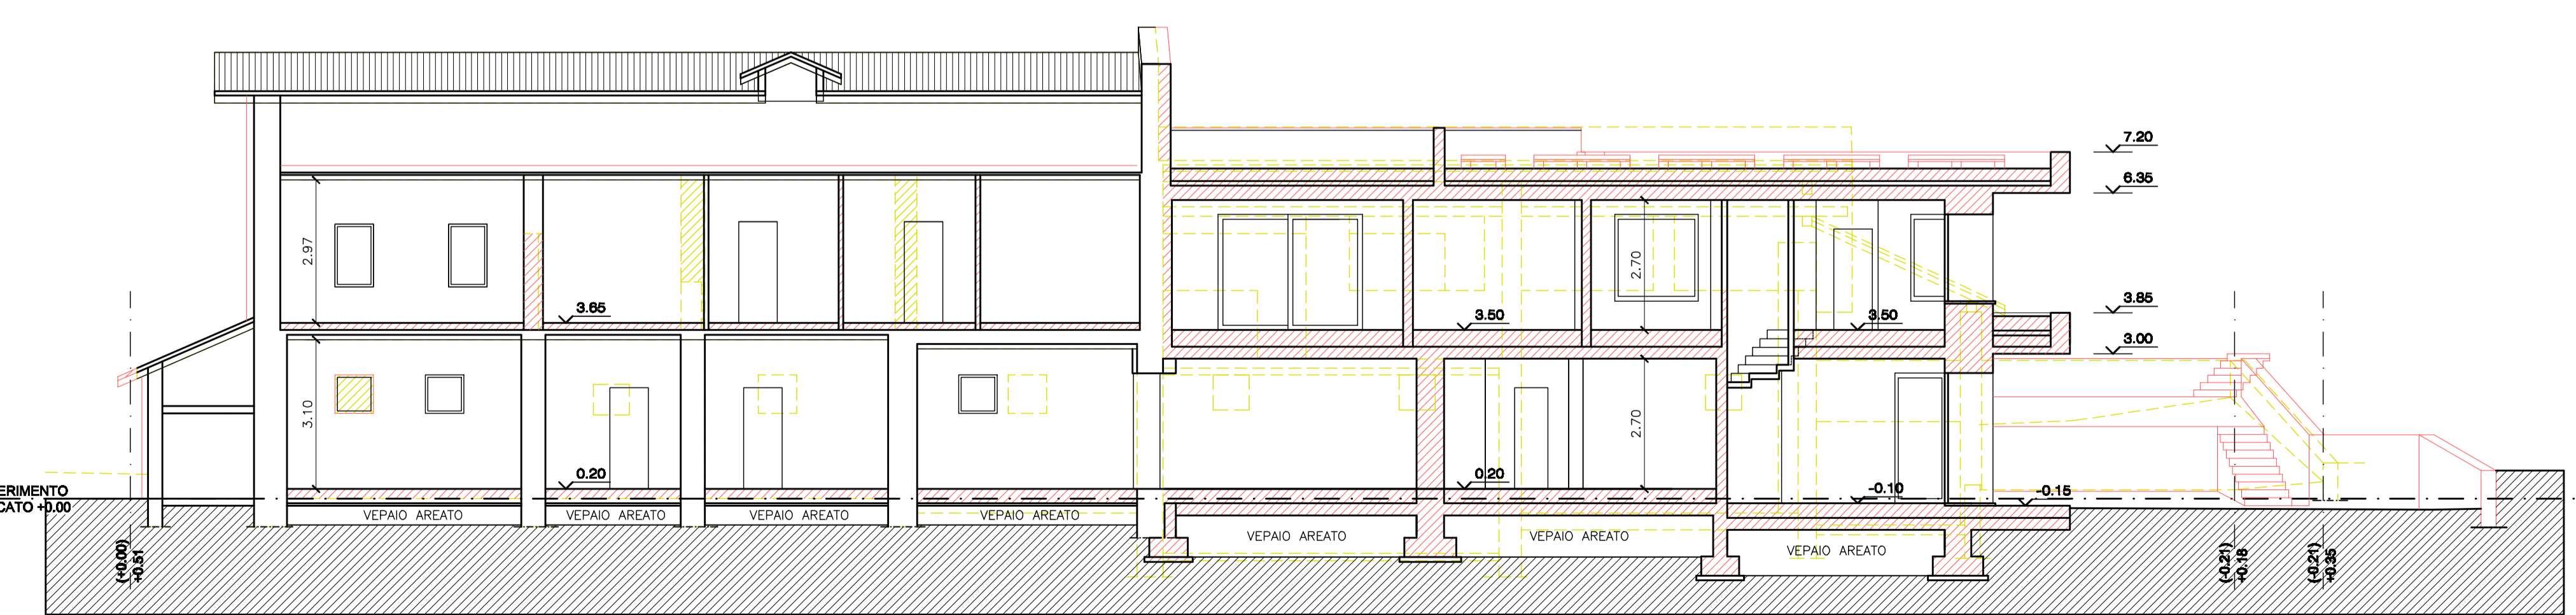 7.20
6.35
2.97
2.70
3.65
3.50
3.50
3.85
3.00
3.10
2.70
0.20
0.20
-0.10
-0.15
ERIMENTO
CATO +0.00
VEPAIO AREATO
VEPAIO AREATO
VEPAIO AREATO
VEPAIO AREATO
VEPAIO AREATO
VEPAIO AREATO
VEPAIO AREATO
(+0.00)
+0.51
(-0.21)
+0.18
(-0.21)
+0.35